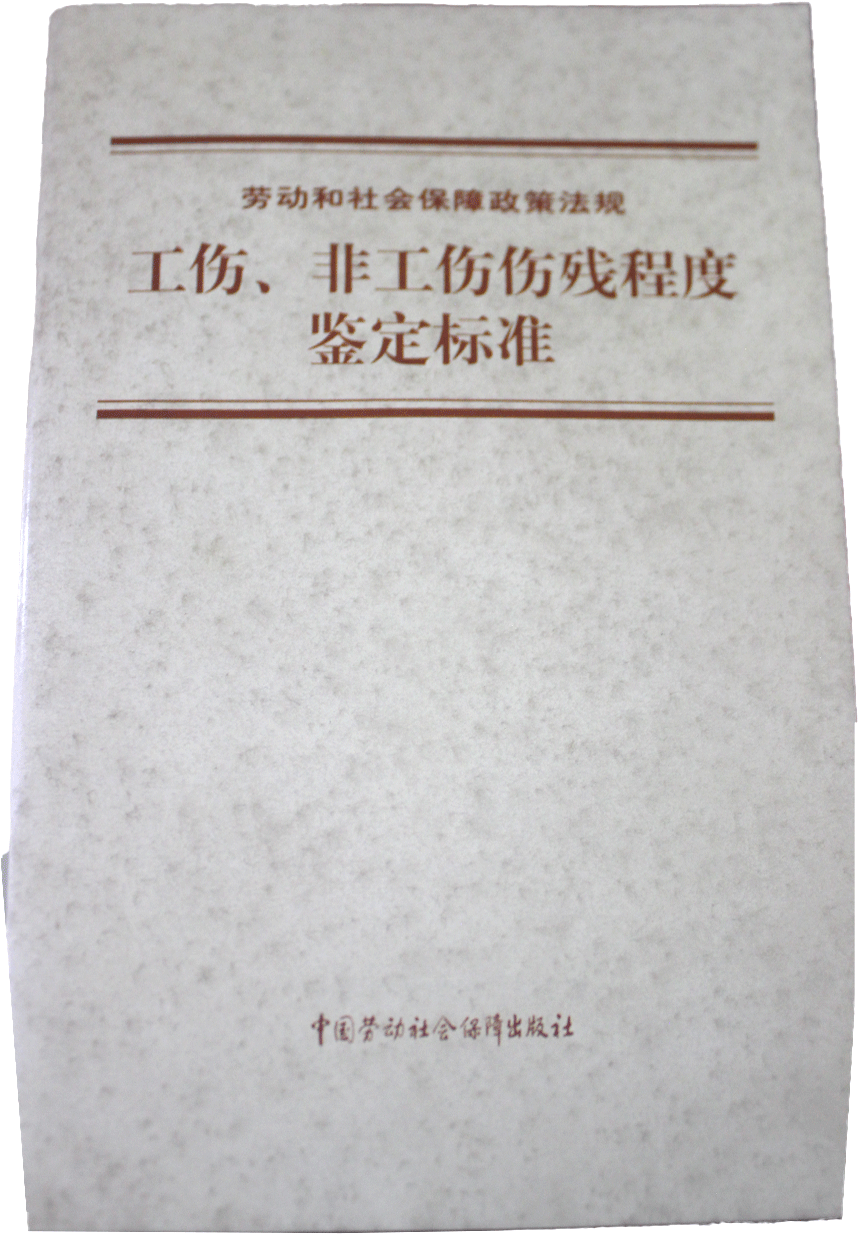 劳动和社会保障政策法规
工伤、非工伤伤残程度
鉴定标准
中国劳动社会保障出版社